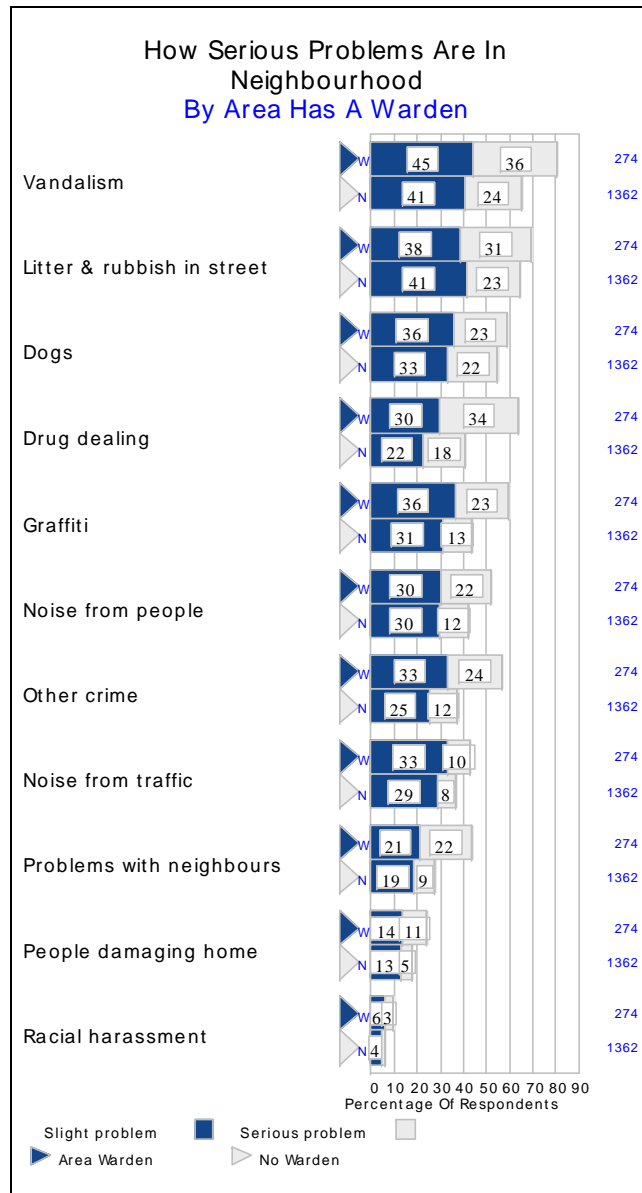 How Serious Problems Are In
Neighbourhood
By Area Has A Warden
Vandalism
W 45 36 274
N 41 24 1362
Litter & rubbish in street
W 38 31 274
N 41 23 1362
Dogs
W 36 23 274
N 33 22 1362
Drug dealing
W 30 34 274
N 22 18 1362
Graffiti
W 36 23 274
N 31 13 1362
Noise from people
W 30 22 274
N 30 12 1362
Other crime
W 33 24 274
N 25 12 1362
Noise from traffic
W 33 10 274
N 29 8 1362
Problems with neighbours
W 21 22 274
N 19 9 1362
People damaging home
W 14 11 274
N 13 5 1362
Racial harassment
W 6 3 274
N 4 1362
0 10 20 30 40 50 60 70 80 90
Percentage Of Respondents
Slight problem Serious problem
Area Warden No Warden